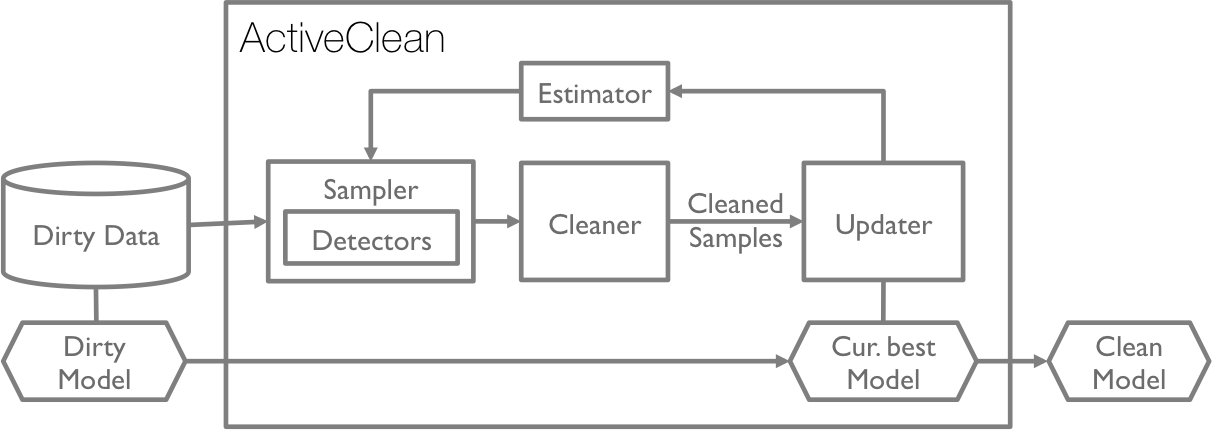 ActiveClean
Estimator
Sampler
Detectors
Dirty Data
Cleaner
Cleaned
Samples
Updater
Dirty
Model
Cur. best
Model
Clean
Model